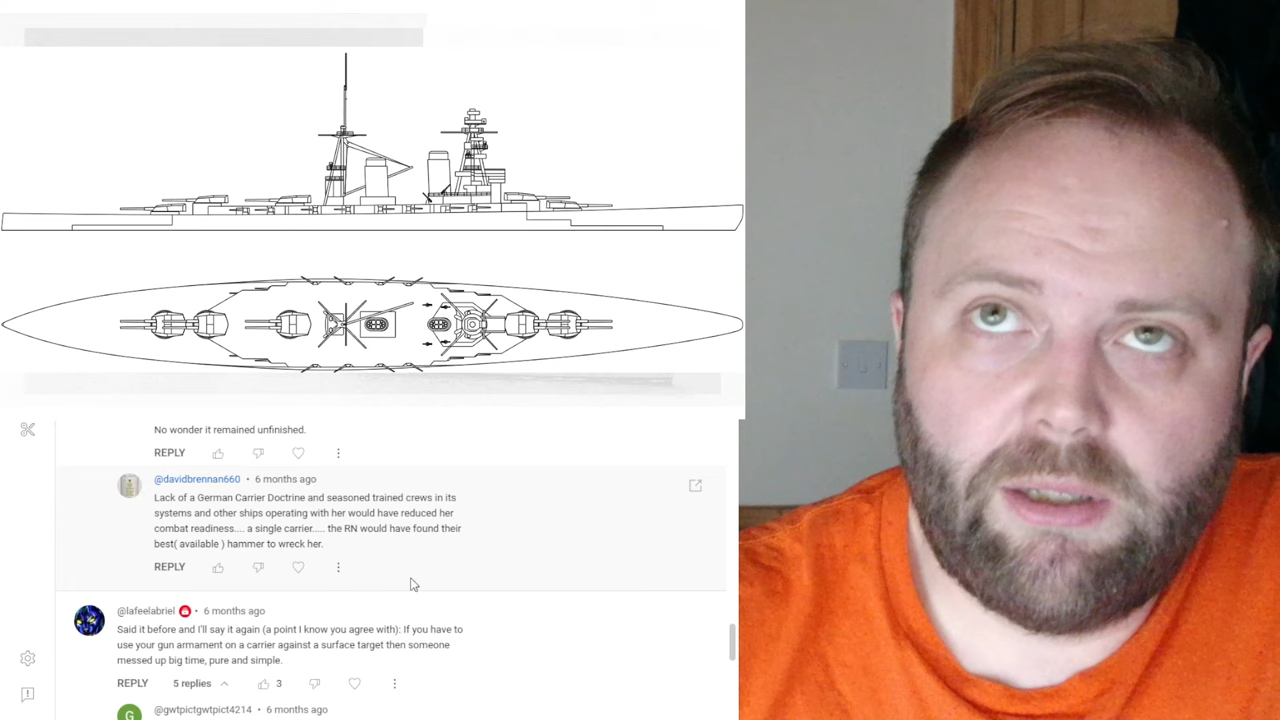 No wonder it remained unfinished.
REPLY
@davidbrennan660 • 6 months ago
Lack of a German Carrier Doctrine and seasoned trained crews in its
systems and other ships operating with her would have reduced her
combat readiness.... a single carrier..... the RN would have found their
best( available ) hammer to wreck her.
REPLY
@lafeelabriel • 6 months ago
Said it before and I'll say it again (a point I know you agree with): If you have to
use your gun armament on a carrier against a surface target then someone
messed up big time, pure and simple.
REPLY 5 replies 3
G @gwtpictgwtpict4214 • 6 months ago